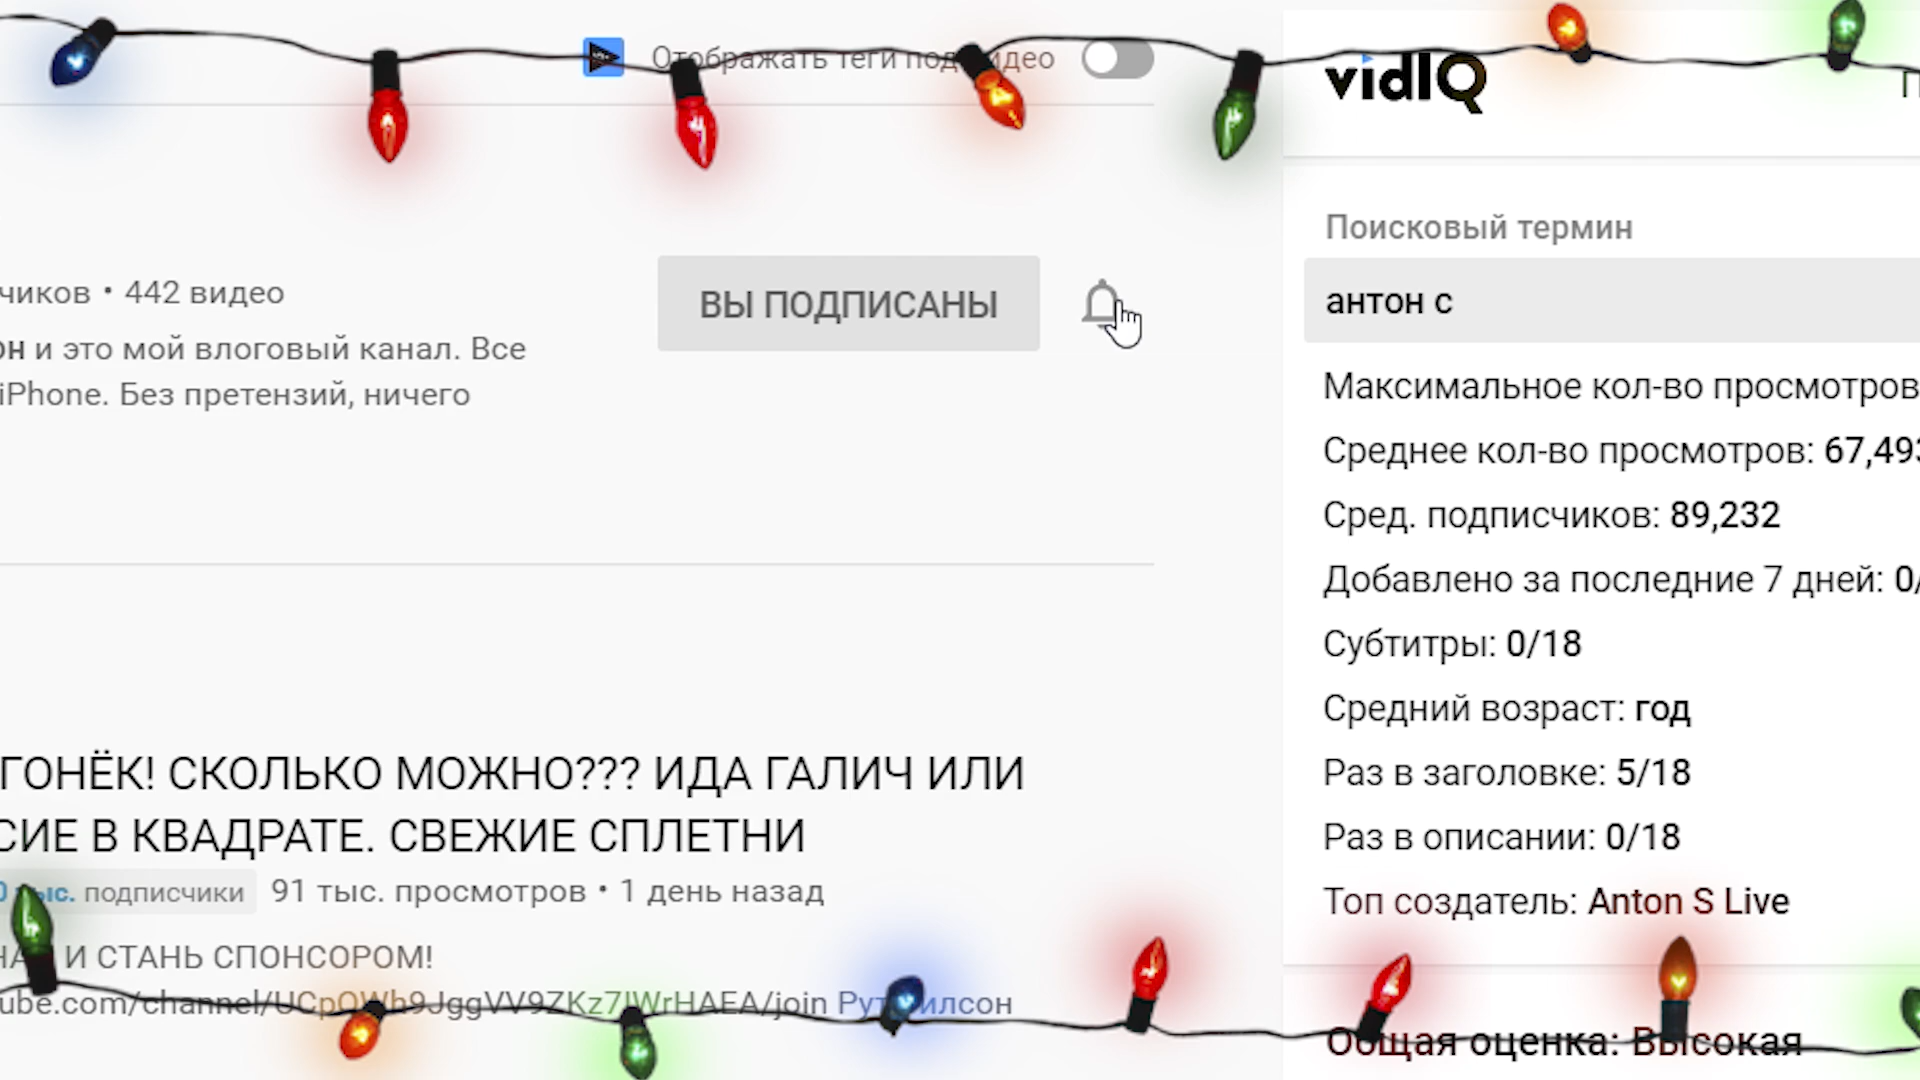 Отображать теги под видео
чиков • 442 видео
ВЫ ПОДПИСАНЫ
он и это мой влоговый канал. Все
iPhone. Без претензий, ничего
ГОНЁК! СКОЛЬКО МОЖНО??? ИДА ГАЛИЧ ИЛИ
СИЕ В КВАДРАТЕ. СВЕЖИЕ СПЛЕТНИ
тыс. подписчики 91 тыс. просмотров • 1 день назад
И СТАНЬ СПОНСОРОМ!
ube.com/channel/UCpOWh9JggVV9ZKz7IWrHAEA/join
vidIQ
Поисковый термин
антон с
Максимальное кол-во просмотров
Среднее кол-во просмотров: 67,493
Сред. подписчиков: 89,232
Добавлено за последние 7 дней: 0/
Субтитры: 0/18
Средний возраст: год
Раз в заголовке: 5/18
Раз в описании: 0/18
Топ создатель: Anton S Live
Общая оценка: Высокая